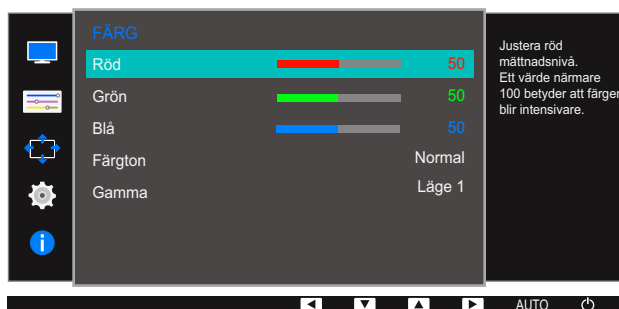 FÄRG
Röd 50
Grön 50
Blå 50
Färgton Normal
Gamma Läge 1
Justera röd
mättnadsnivå.
Ett värde närmare
100 betyder att färgen
blir intensivare.
AUTO